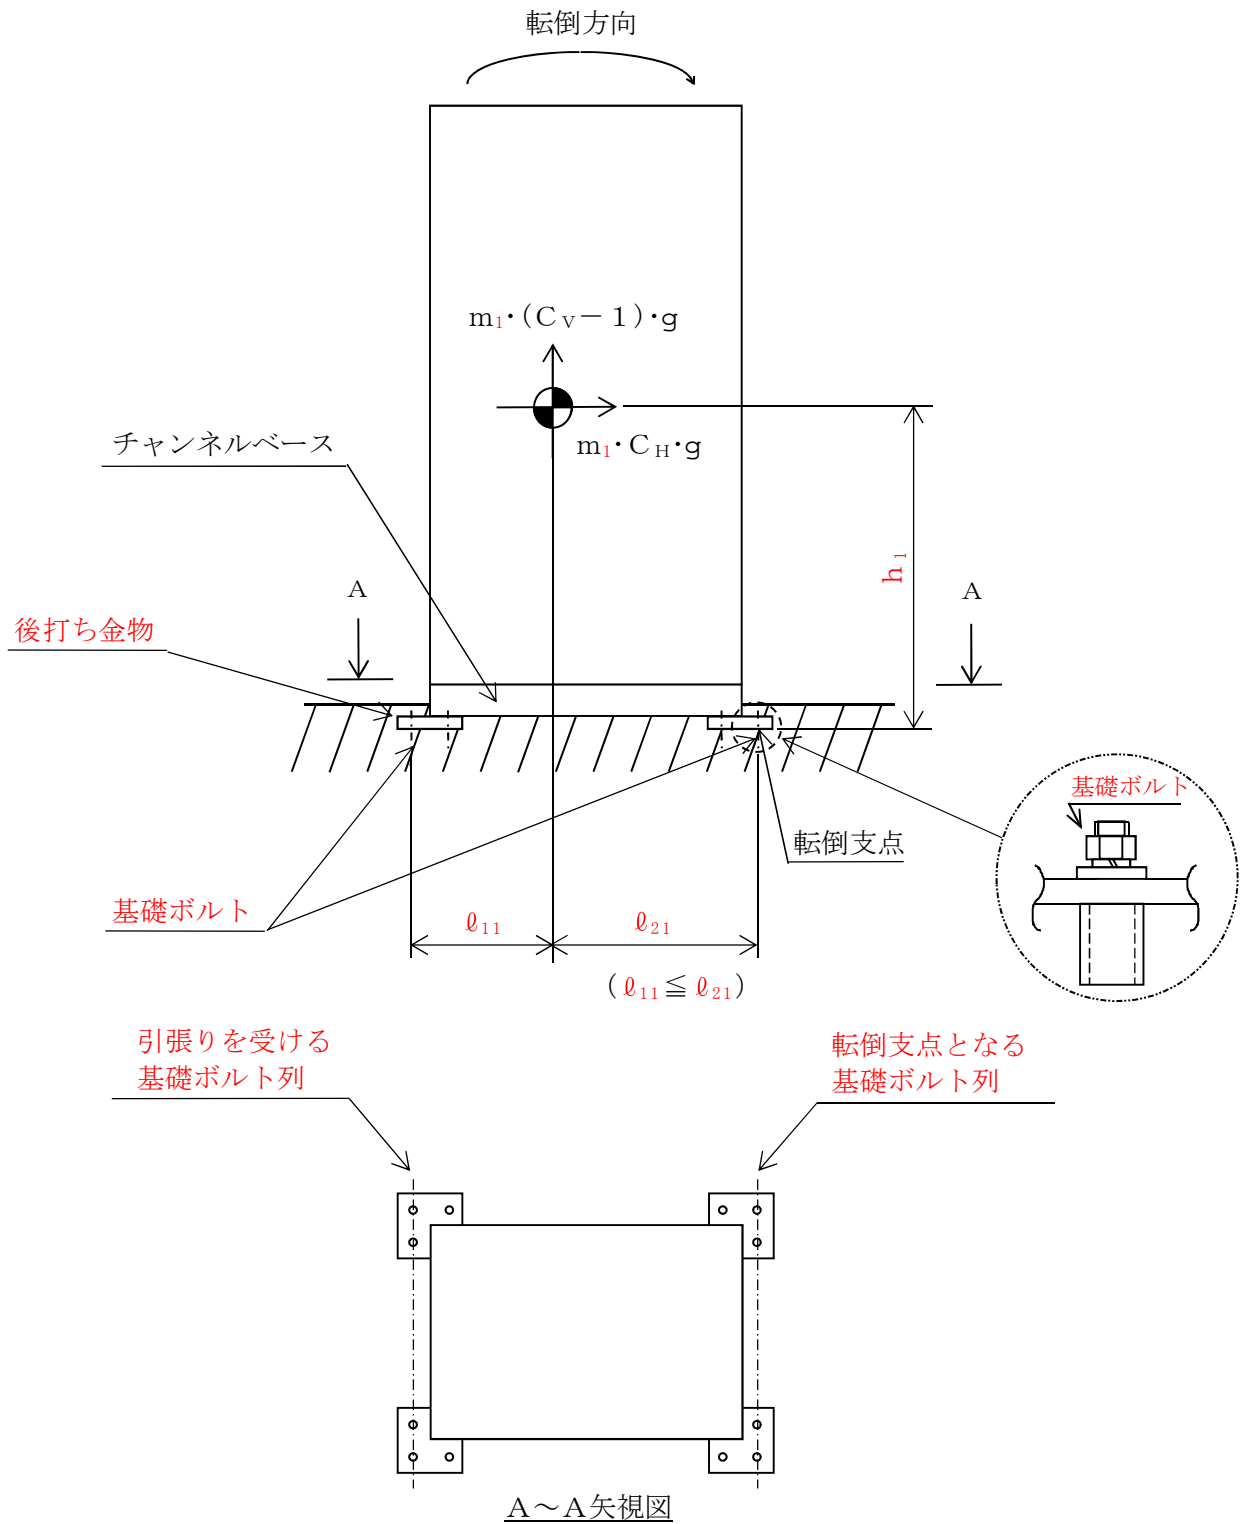 転倒方向
m₁・(C_V－1)・g
m₁・C_H・g
チャンネルベース
h₁
A
A
後打ち金物
基礎ボルト
転倒支点
基礎ボルト
ℓ₁₁
ℓ₂₁
(ℓ₁₁≦ℓ₂₁)
引張りを受ける
基礎ボルト列
転倒支点となる
基礎ボルト列
A～A矢視図